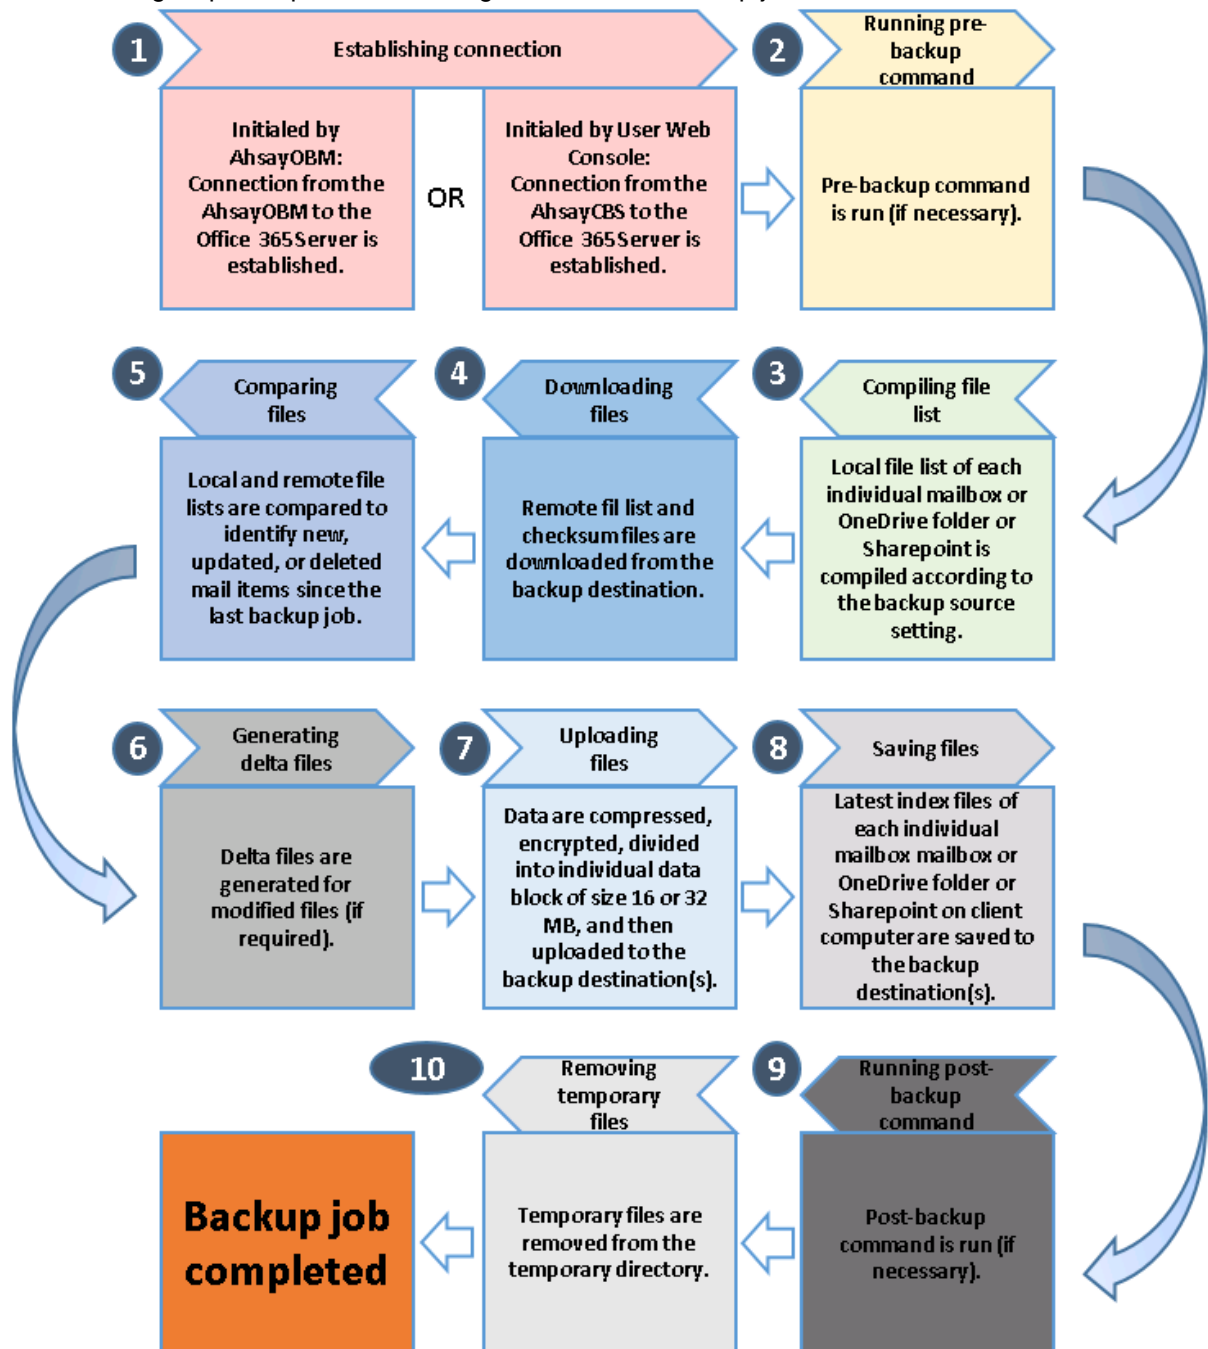 1
Establishing connection
Initialed by
AhsayOBM:
Connection from the
AhsayOBM to the
Office 365 Server is
established.
OR
Initialed by User Web
Console:
Connection from the
AhsayCBS to the
Office 365 Server is
established.
2
Running pre-
backup
command
Pre-backup command
is run (if necessary).
3
Compiling file
list
Local file list of each
individual mailbox or
OneDrive folder or
Sharepoint is
compiled according to
the backup source
setting.
4
Downloading
files
Remote fil list and
checksum files are
downloaded from the
backup destination.
5
Comparing
files
Local and remote file
lists are compared to
identify new,
updated, or deleted
mail items since the
last backup job.
6
Generating
delta files
Delta files are
generated for
modified files (if
required).
7
Uploading
files
Data are compressed,
encrypted, divided
into individual data
block of size 16 or 32
MB, and then
uploaded to the
backup destination(s).
8
Saving files
Latest index files of
each individual
mailbox mailbox or
OneDrive folder or
Sharepoint on client
computer are saved to
the backup
destination(s).
9
Running post-
backup
command
Post-backup
command is run (if
necessary).
10
Removing
temporary
files
Temporary files are
removed from the
temporary directory.
Backup job
completed